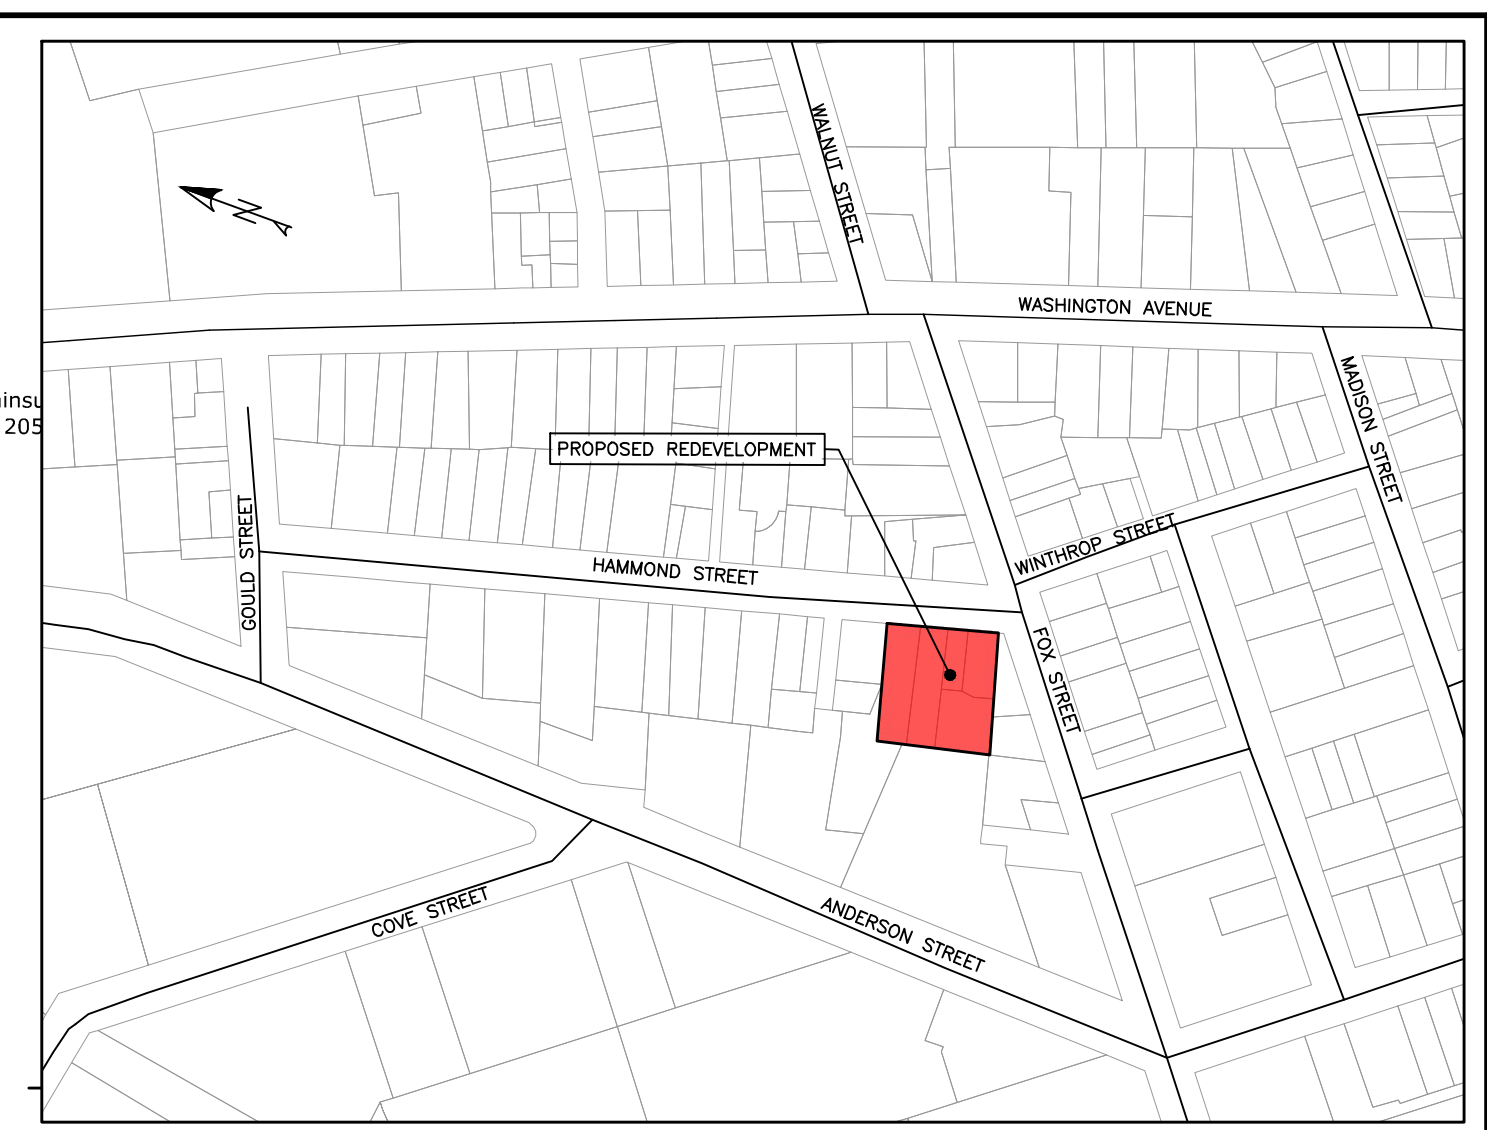 WALNUT STREET
N
WASHINGTON AVENUE
MADISON STREET
205
PROPOSED REDEVELOPMENT
GOULD STREET
HAMMOND STREET
WINTHROP STREET
FOX STREET
COVE STREET
ANDERSON STREET